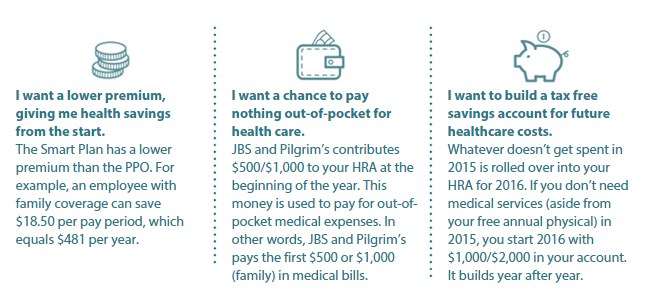 I want a lower premium,
giving me health savings
from the start.
The Smart Plan has a lower
premium than the PPO. For
example, an employee with
family coverage can save
$18.50 per pay period, which
equals $481 per year.
I want a chance to pay
nothing out-of-pocket for
health care.
JBS and Pilgrim’s contributes
$500/$1,000 to your HRA at the
beginning of the year. This
money is used to pay for out-of-
pocket medical expenses. In
other words, JBS and Pilgrim’s
pays the first $500 or $1,000
(family) in medical bills.
I want to build a tax free
savings account for future
healthcare costs.
Whatever doesn’t get spent in
2015 is rolled over into your
HRA for 2016. If you don’t need
medical services (aside from
your free annual physical) in
2015, you start 2016 with
$1,000/$2,000 in your account.
It builds year after year.